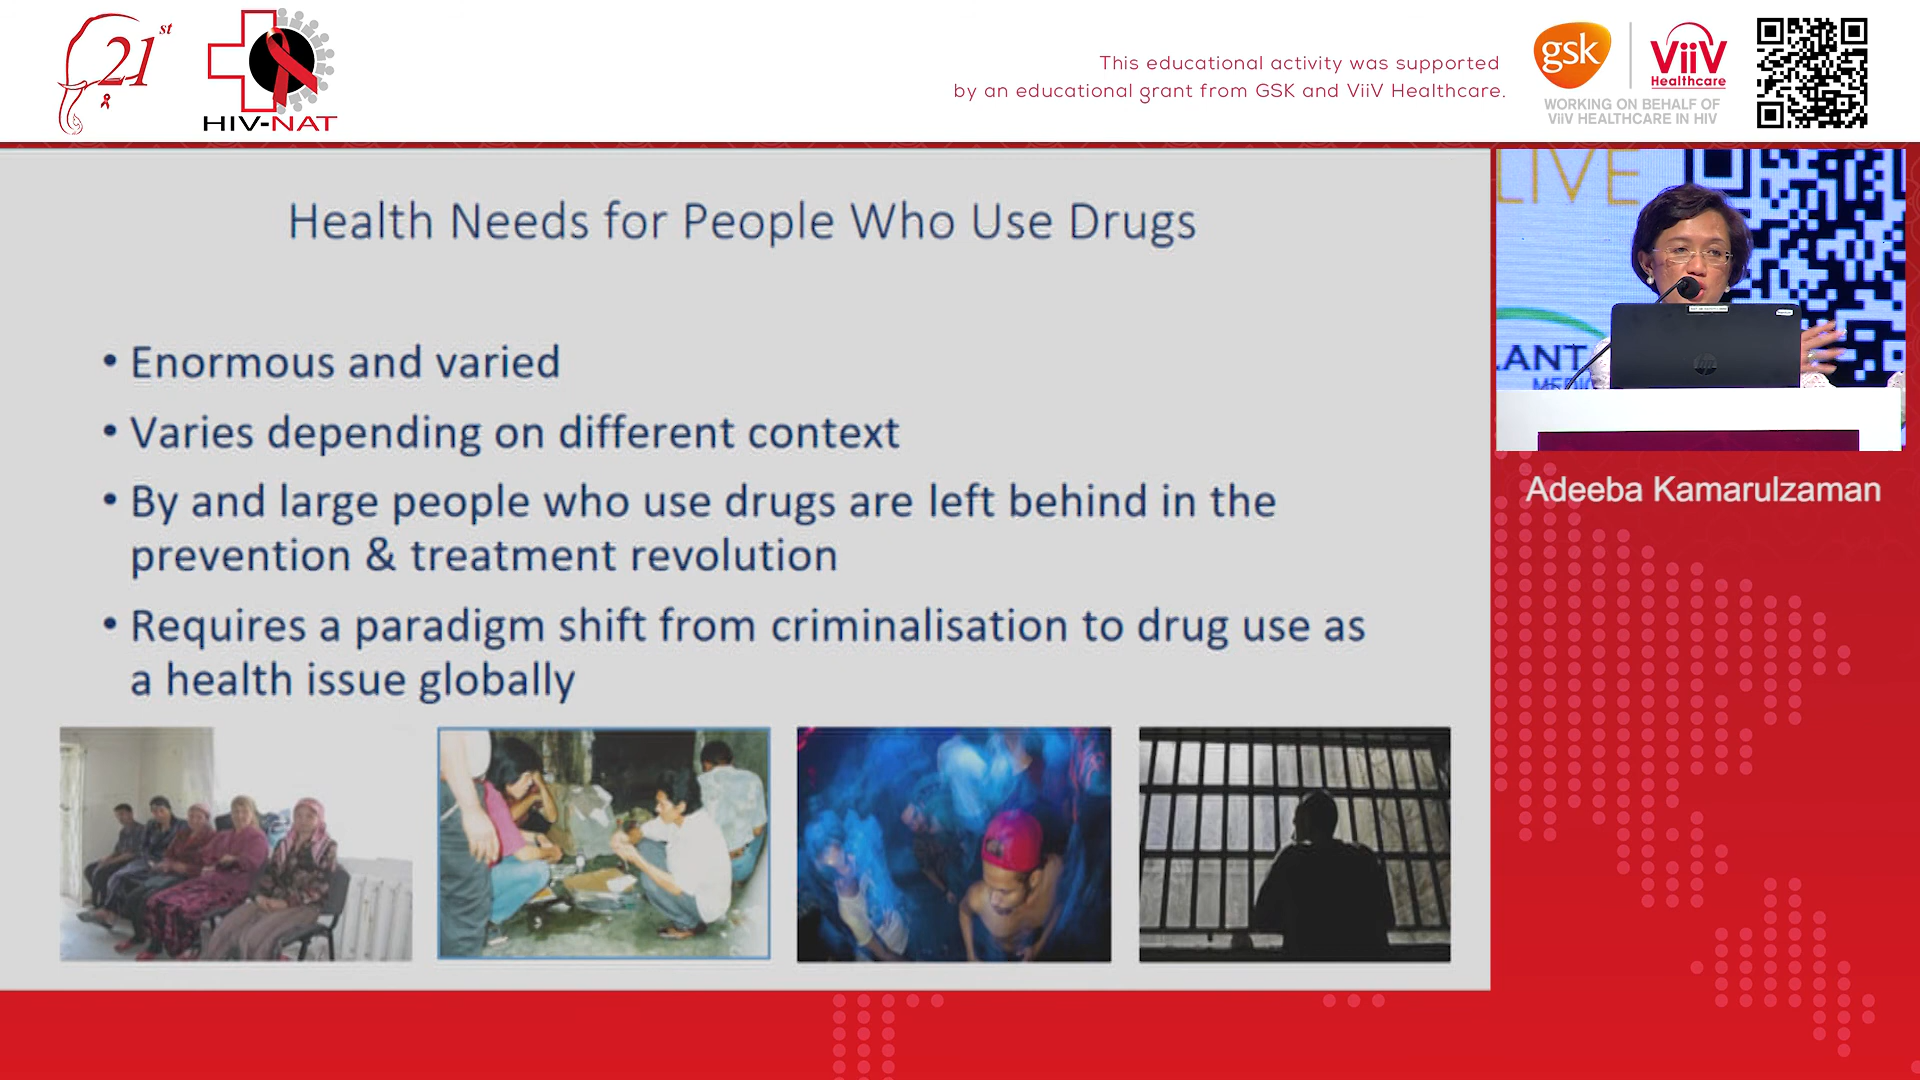 21st
HIV-NAT
This educational activity was supported
by an educational grant from GSK and ViiV Healthcare.
gsk
ViiV
Healthcare
WORKING ON BEHALF OF
ViiV HEALTHCARE IN HIV
Health Needs for People Who Use Drugs
• Enormous and varied
• Varies depending on different context
• By and large people who use drugs are left behind in the
prevention & treatment revolution
• Requires a paradigm shift from criminalisation to drug use as
a health issue globally
LIVE
LANT
MEDIC
hp
Adeeba Kamarulzaman